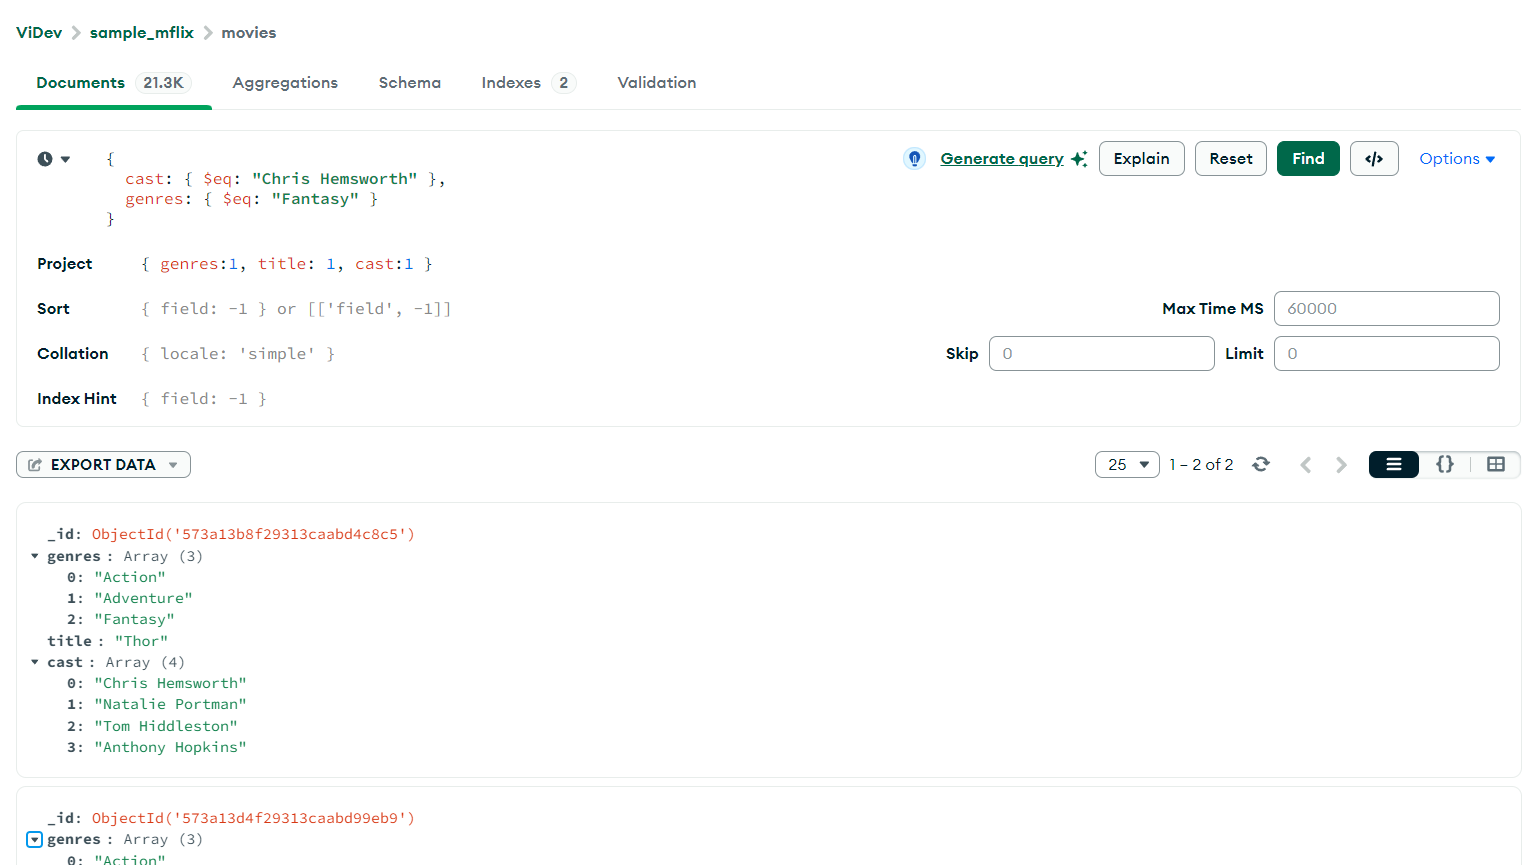 ViDev > sample_mflix > movies
Documents 21.3K Aggregations Schema Indexes 2 Validation
{
cast: { $eq: "Chris Hemsworth" },
genres: { $eq: "Fantasy" }
}
Generate query Explain Reset Find </> Options
Project { genres:1, title: 1, cast:1 }
Sort { field: -1 } or [['field', -1]] Max Time MS 60000
Collation { locale: 'simple' } Skip 0 Limit 0
Index Hint { field: -1 }
EXPORT DATA 25 1 – 2 of 2 {}
_id: ObjectId('573a13b8f29313caabd4c8c5')
genres : Array (3)
0: "Action"
1: "Adventure"
2: "Fantasy"
title : "Thor"
cast : Array (4)
0: "Chris Hemsworth"
1: "Natalie Portman"
2: "Tom Hiddleston"
3: "Anthony Hopkins"
_id: ObjectId('573a13d4f29313caabd99eb9')
genres : Array (3)
0: "Action"